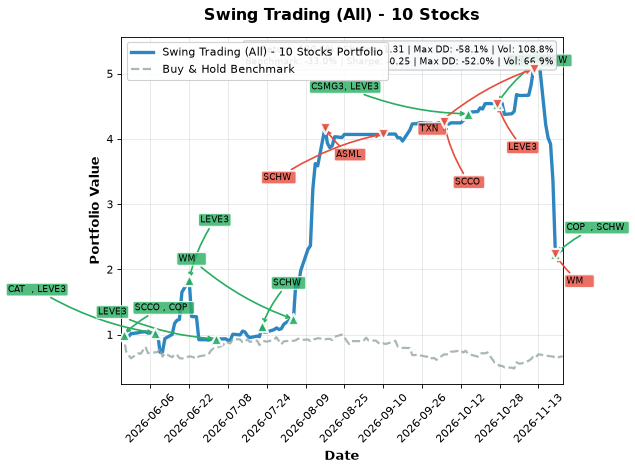 Swing Trading (All) - 10 Stocks
.31 | Max DD: -58.1% | Vol: 108.8%
Benchmark: -33.0% | Sharpe: 0.25 | Max DD: -52.0% | Vol: 66.9%
Swing Trading (All) - 10 Stocks Portfolio
Buy & Hold Benchmark
W
CSMG3, LEVE3
TXN
LEVE3
ASML
SCHW
SCCO
LEVE3
COP , SCHW
WM
WM
SCHW
CAT , LEVE3
LEVE3
SCCO , COP
Portfolio Value
5
4
3
2
1
2026-06-06
2026-06-22
2026-07-08
2026-07-24
2026-08-09
2026-08-25
2026-09-10
2026-09-26
2026-10-12
2026-10-28
2026-11-13
Date